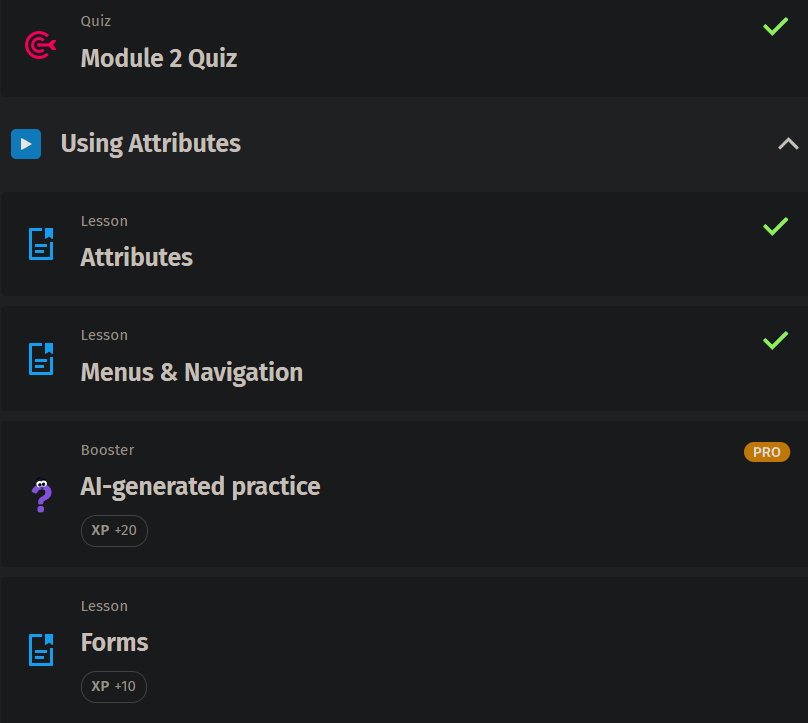 Quiz
Module 2 Quiz
Using Attributes
Lesson
Attributes
Lesson
Menus & Navigation
Booster
PRO
AI-generated practice
XP +20
Lesson
Forms
XP +10